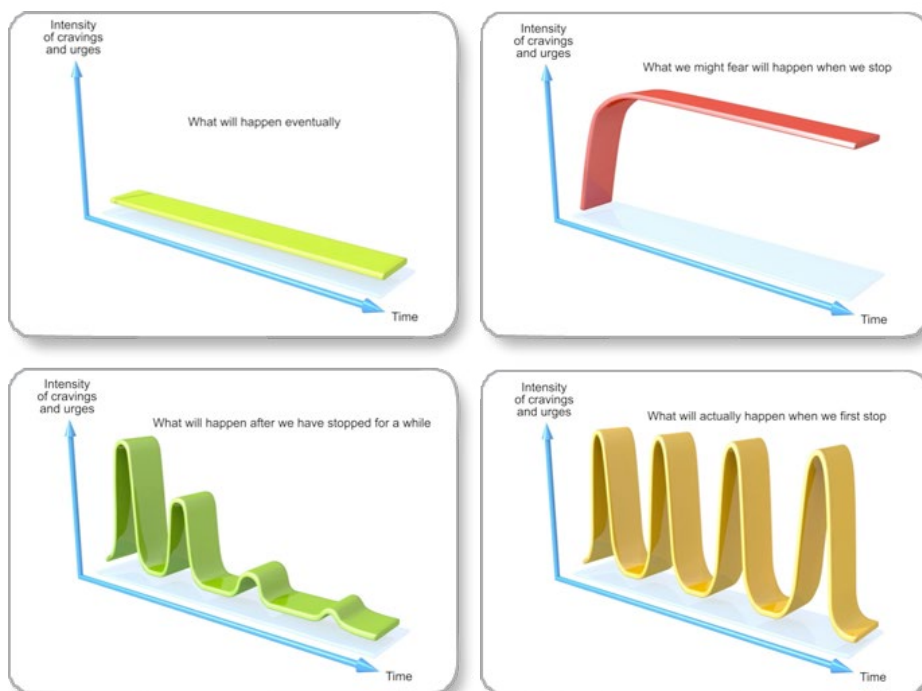 Intensity
of cravings
and urges
What will happen eventually
Time
Intensity
of cravings
and urges
What we might fear will happen when we stop
Time
Intensity
of cravings
and urges
What will happen after we have stopped for a while
Time
Intensity
of cravings
and urges
What will actually happen when we first stop
Time